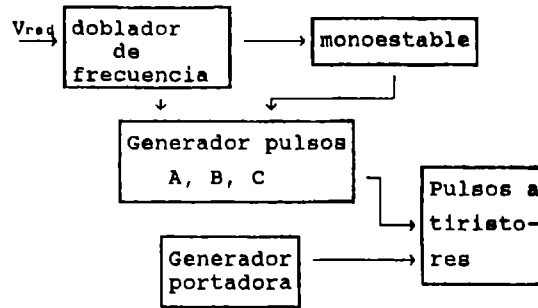 Vred
doblador
de
frecuencia
monoestable
Generador pulsos
A, B, C
Generador
portadora
Pulsos a
tiristo-
res